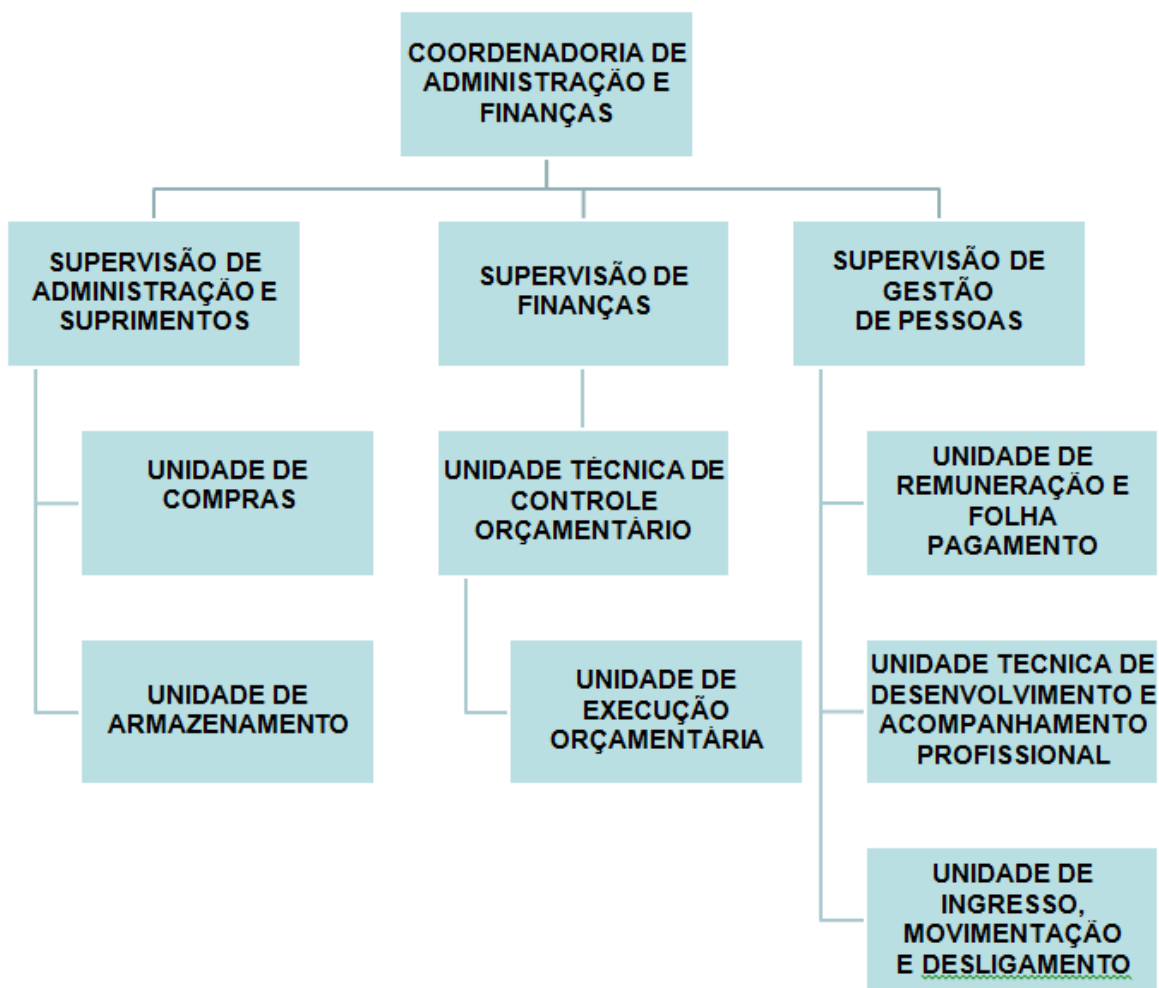 COORDENADORIA DE
ADMINISTRAÇÃO E
FINANÇAS
SUPERVISÃO DE
ADMINISTRAÇÃO E
SUPRIMENTOS
SUPERVISÃO DE
FINANÇAS
SUPERVISÃO DE
GESTÃO
DE PESSOAS
UNIDADE DE
COMPRAS
UNIDADE TÉCNICA DE
CONTROLE
ORÇAMENTÁRIO
UNIDADE DE
REMUNERAÇÃO E
FOLHA
PAGAMENTO
UNIDADE DE
ARMAZENAMENTO
UNIDADE DE
EXECUÇÃO
ORÇAMENTÁRIA
UNIDADE TECNICA DE
DESENVOLVIMENTO E
ACOMPANHAMENTO
PROFISSIONAL
UNIDADE DE
INGRESSO,
MOVIMENTAÇÃO
E DESLIGAMENTO